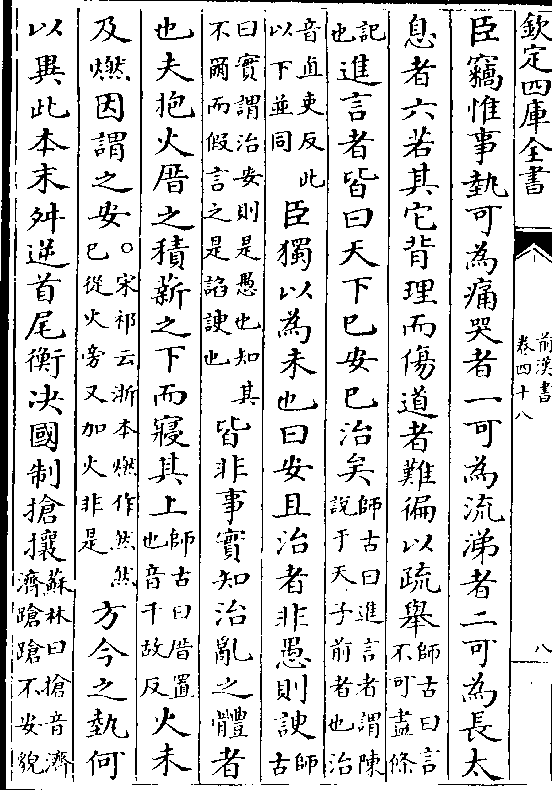 欽定四庫全書
前漢書
卷四十八
八
臣竊惟事埶可為痛哭者一可為流涕者二可為長太
息者六若其它背理而傷道者難徧以疏舉師古曰言不可盡條
記也進言者皆曰天下已安已治矣師古曰進言者謂陳說于天子前者也治
音直吏反此以下並同臣獨以為未也曰安且治者非愚則諛師古
曰實謂治安則是愚也知其不爾而假言之是諂諛也皆非事實知治亂之體者
也夫抱火厝之積薪之下而寢其上師古曰厝置也音千故反火未
及燃因謂之安○宋祁云浙本燃作然然已從火旁又加火非是方今之埶何
以異此本末舛逆首尾衡決國制搶攘蘇林曰搶音濟濟蹌蹌不安貌